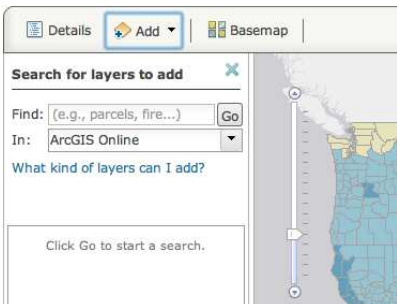 Details Add Basemap
Search for layers to add
Find: (e.g., parcels, fire...) Go
In: ArcGIS Online
What kind of layers can I add?
Click Go to start a search.